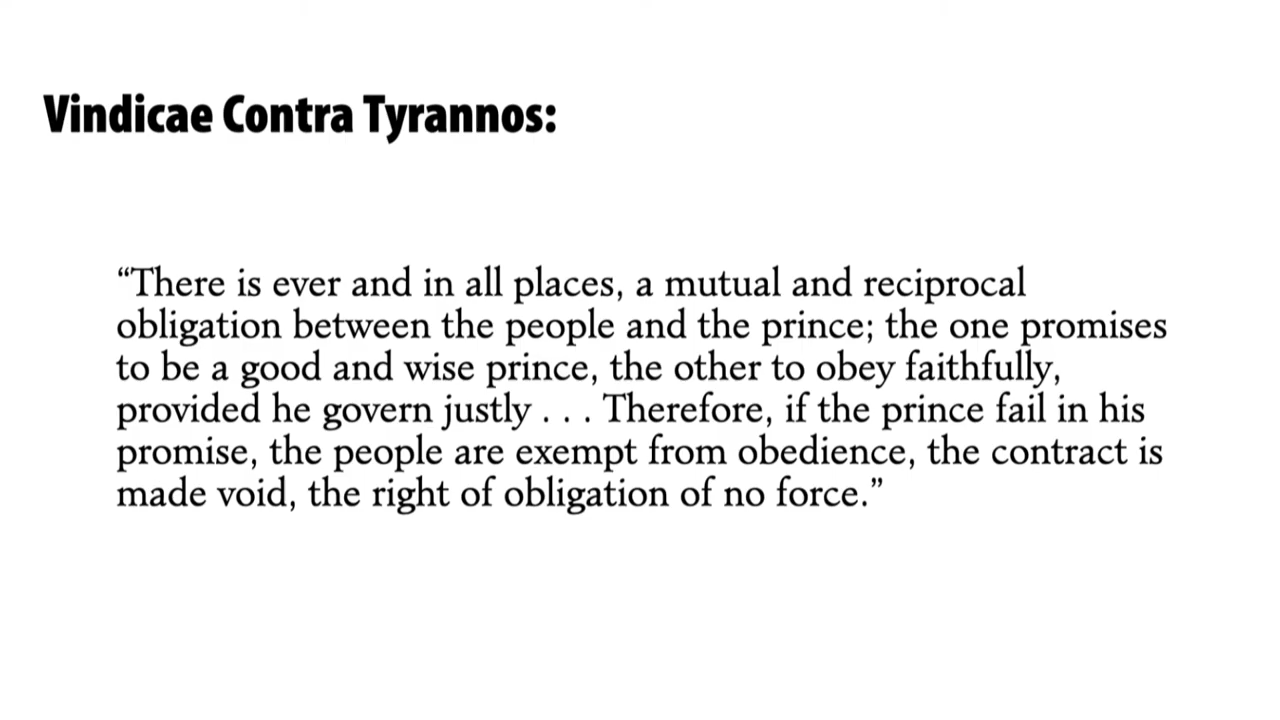 Vindicae Contra Tyrannos:
“There is ever and in all places, a mutual and reciprocal
obligation between the people and the prince; the one promises
to be a good and wise prince, the other to obey faithfully,
provided he govern justly . . . Therefore, if the prince fail in his
promise, the people are exempt from obedience, the contract is
made void, the right of obligation of no force.”